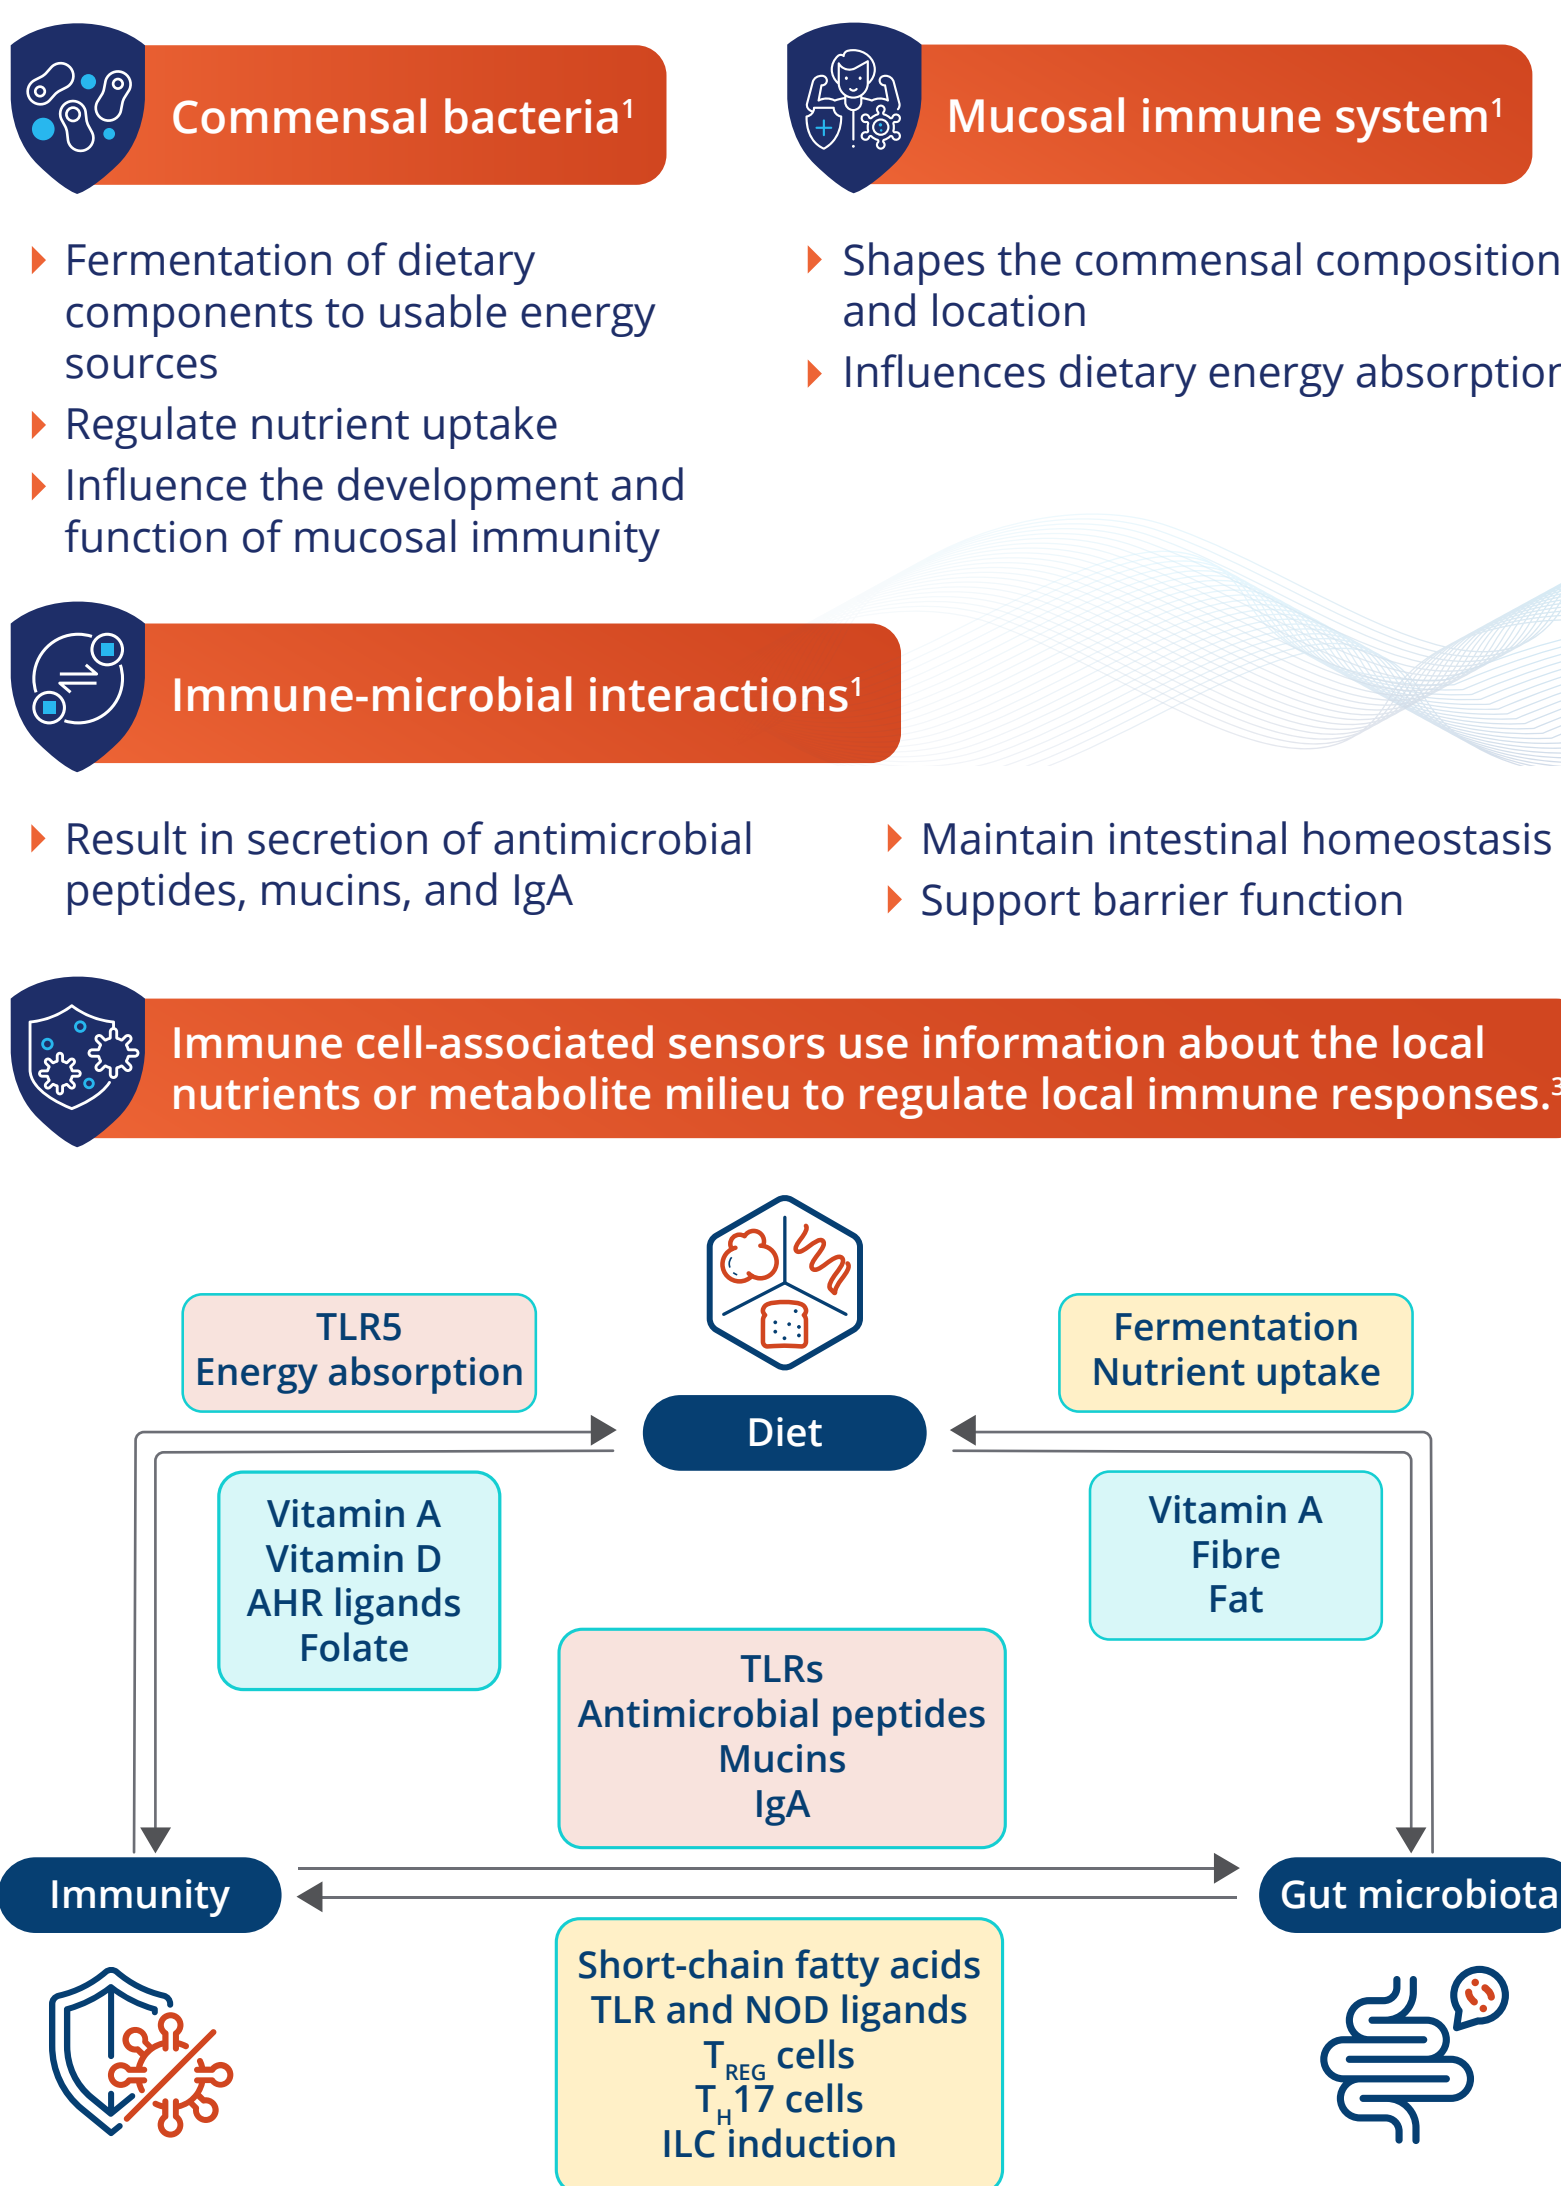 Commensal bacteria¹
Fermentation of dietary
components to usable energy
sources
Regulate nutrient uptake
Influence the development and
function of mucosal immunity
Mucosal immune system¹
Shapes the commensal composition
and location
Influences dietary energy absorption
Immune-microbial interactions¹
Result in secretion of antimicrobial
peptides, mucins, and IgA
Maintain intestinal homeostasis
Support barrier function
Immune cell-associated sensors use information about the local
nutrients or metabolite milieu to regulate local immune responses.³
TLR5
Energy absorption
Fermentation
Nutrient uptake
Diet
Vitamin A
Vitamin D
AHR ligands
Folate
Vitamin A
Fibre
Fat
TLRs
Antimicrobial peptides
Mucins
IgA
Immunity
Gut microbiota
Short-chain fatty acids
TLR and NOD ligands
T_REG cells
T_H17 cells
ILC induction